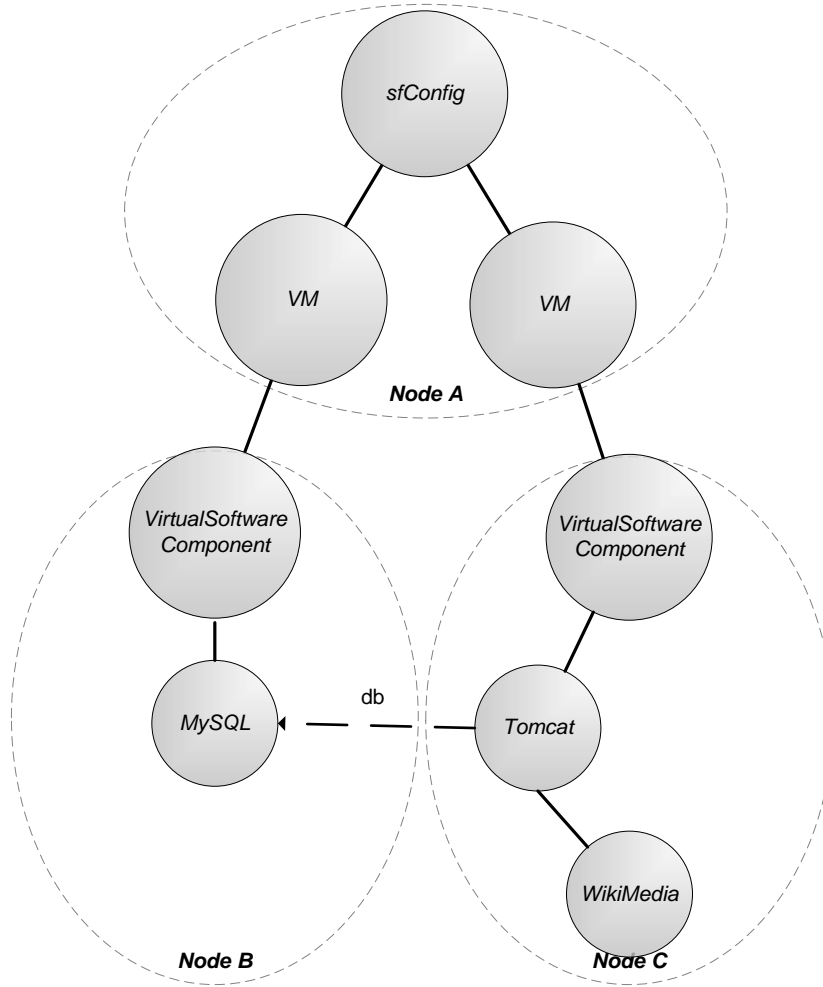 sfConfig
VM
VM
Node A
VirtualSoftware
Component
VirtualSoftware
Component
db
MySQL
Tomcat
WikiMedia
Node B
Node C